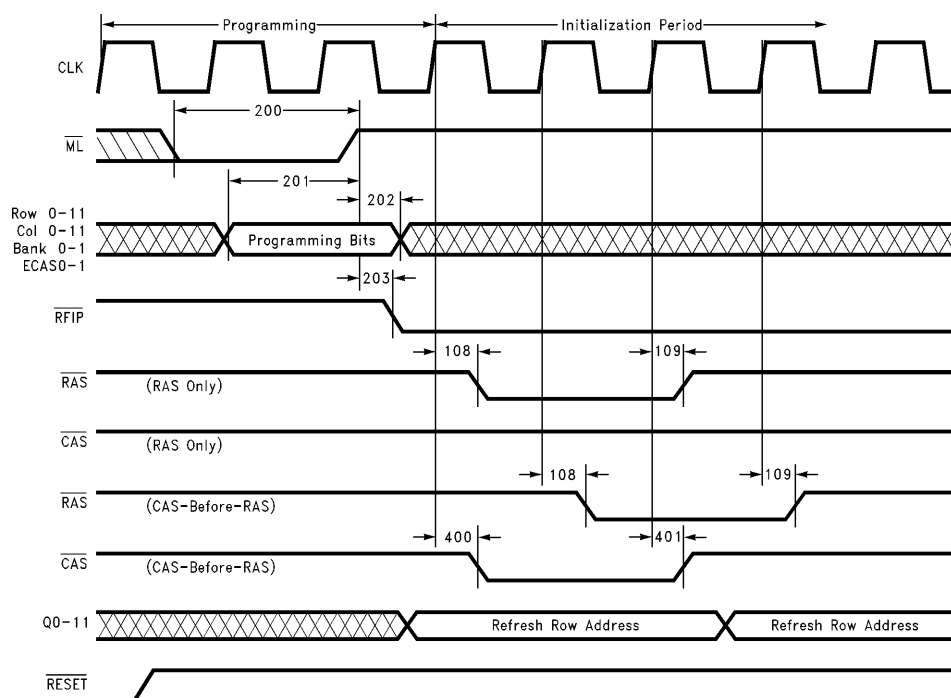 Programming
Initialization Period
CLK
200
ML
201
202
Row 0-11
Col 0-11
Bank 0-1
ECAS0-1
Programming Bits
203
RFIP
108
109
RAS
(RAS Only)
CAS
(RAS Only)
108
109
RAS
(CAS-Before-RAS)
400
401
CAS
(CAS-Before-RAS)
Q0-11
Refresh Row Address
Refresh Row Address
RESET